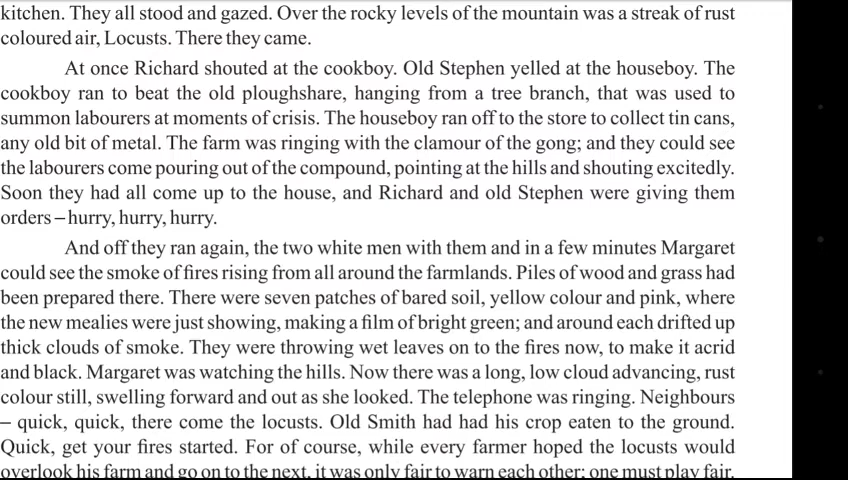 kitchen. They all stood and gazed. Over the rocky levels of the mountain was a streak of rust
coloured air, Locusts. There they came.
At once Richard shouted at the cookboy. Old Stephen yelled at the houseboy. The
cookboy ran to beat the old ploughshare, hanging from a tree branch, that was used to
summon labourers at moments of crisis. The houseboy ran off to the store to collect tin cans,
any old bit of metal. The farm was ringing with the clamour of the gong; and they could see
the labourers come pouring out of the compound, pointing at the hills and shouting excitedly.
Soon they had all come up to the house, and Richard and old Stephen were giving them
orders – hurry, hurry, hurry.
And off they ran again, the two white men with them and in a few minutes Margaret
could see the smoke of fires rising from all around the farmlands. Piles of wood and grass had
been prepared there. There were seven patches of bared soil, yellow colour and pink, where
the new mealies were just showing, making a film of bright green; and around each drifted up
thick clouds of smoke. They were throwing wet leaves on to the fires now, to make it acrid
and black. Margaret was watching the hills. Now there was a long, low cloud advancing, rust
colour still, swelling forward and out as she looked. The telephone was ringing. Neighbours
– quick, quick, there come the locusts. Old Smith had had his crop eaten to the ground.
Quick, get your fires started. For of course, while every farmer hoped the locusts would
overlook his farm and go on to the next, it was only fair to warn each other; one must play fair.